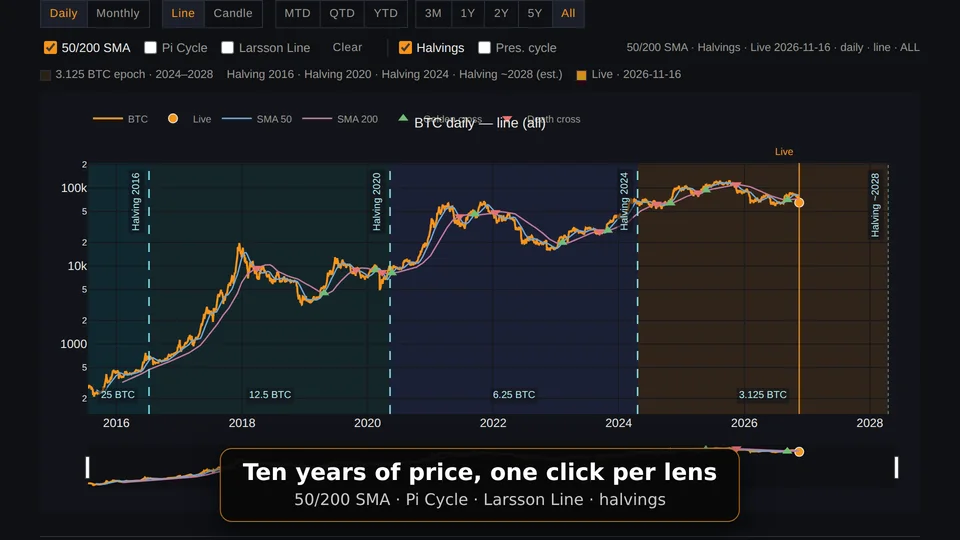 Daily Monthly Line Candle MTD QTD YTD 3M 1Y 2Y 5Y All
50/200 SMA Pi Cycle Larsson Line Clear Halvings Pres. cycle 50/200 SMA · Halvings · Live 2026-11-16 · daily · line · ALL
3.125 BTC epoch · 2024–2028 Halving 2016 · Halving 2020 · Halving 2024 · Halving ~2028 (est.) Live · 2026-11-16
BTC Live SMA 50 SMA 200 Golden cross Death cross
BTC daily — line (all)
Live
2
100k
5
2
10k
5
2
1000
5
2
Halving 2016
Halving 2020
Halving 2024
Halving ~2028
25 BTC 12.5 BTC 6.25 BTC 3.125 BTC
2016 2018 2020 2022 2024 2026 2028
Ten years of price, one click per lens
50/200 SMA · Pi Cycle · Larsson Line · halvings